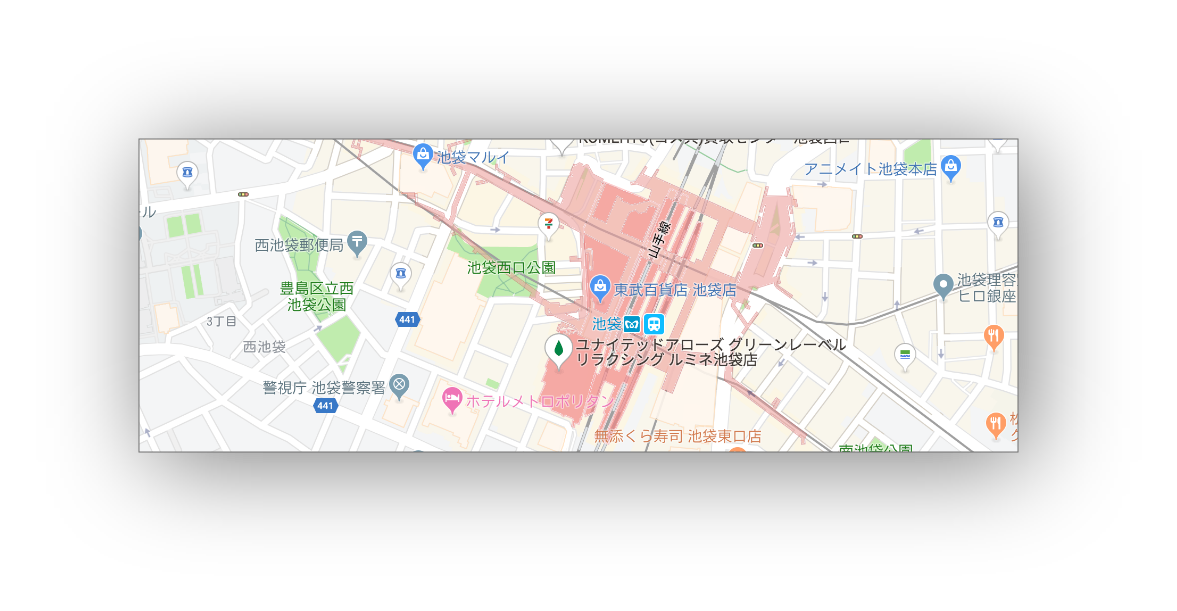 池袋マルイ
アニメイト池袋本店
ル
西池袋郵便局
山手線
池袋西口公園
豊島区立西
池袋公園
東武百貨店 池袋店
池袋理容
ヒロ銀座
3丁目
441
池袋
西池袋
ユナイテッドアローズ グリーンレーベル
リラクシング ルミネ池袋店
警視庁 池袋警察署
441
ホテルメトロポリタン
無添くら寿司 池袋東口店
南池袋公園